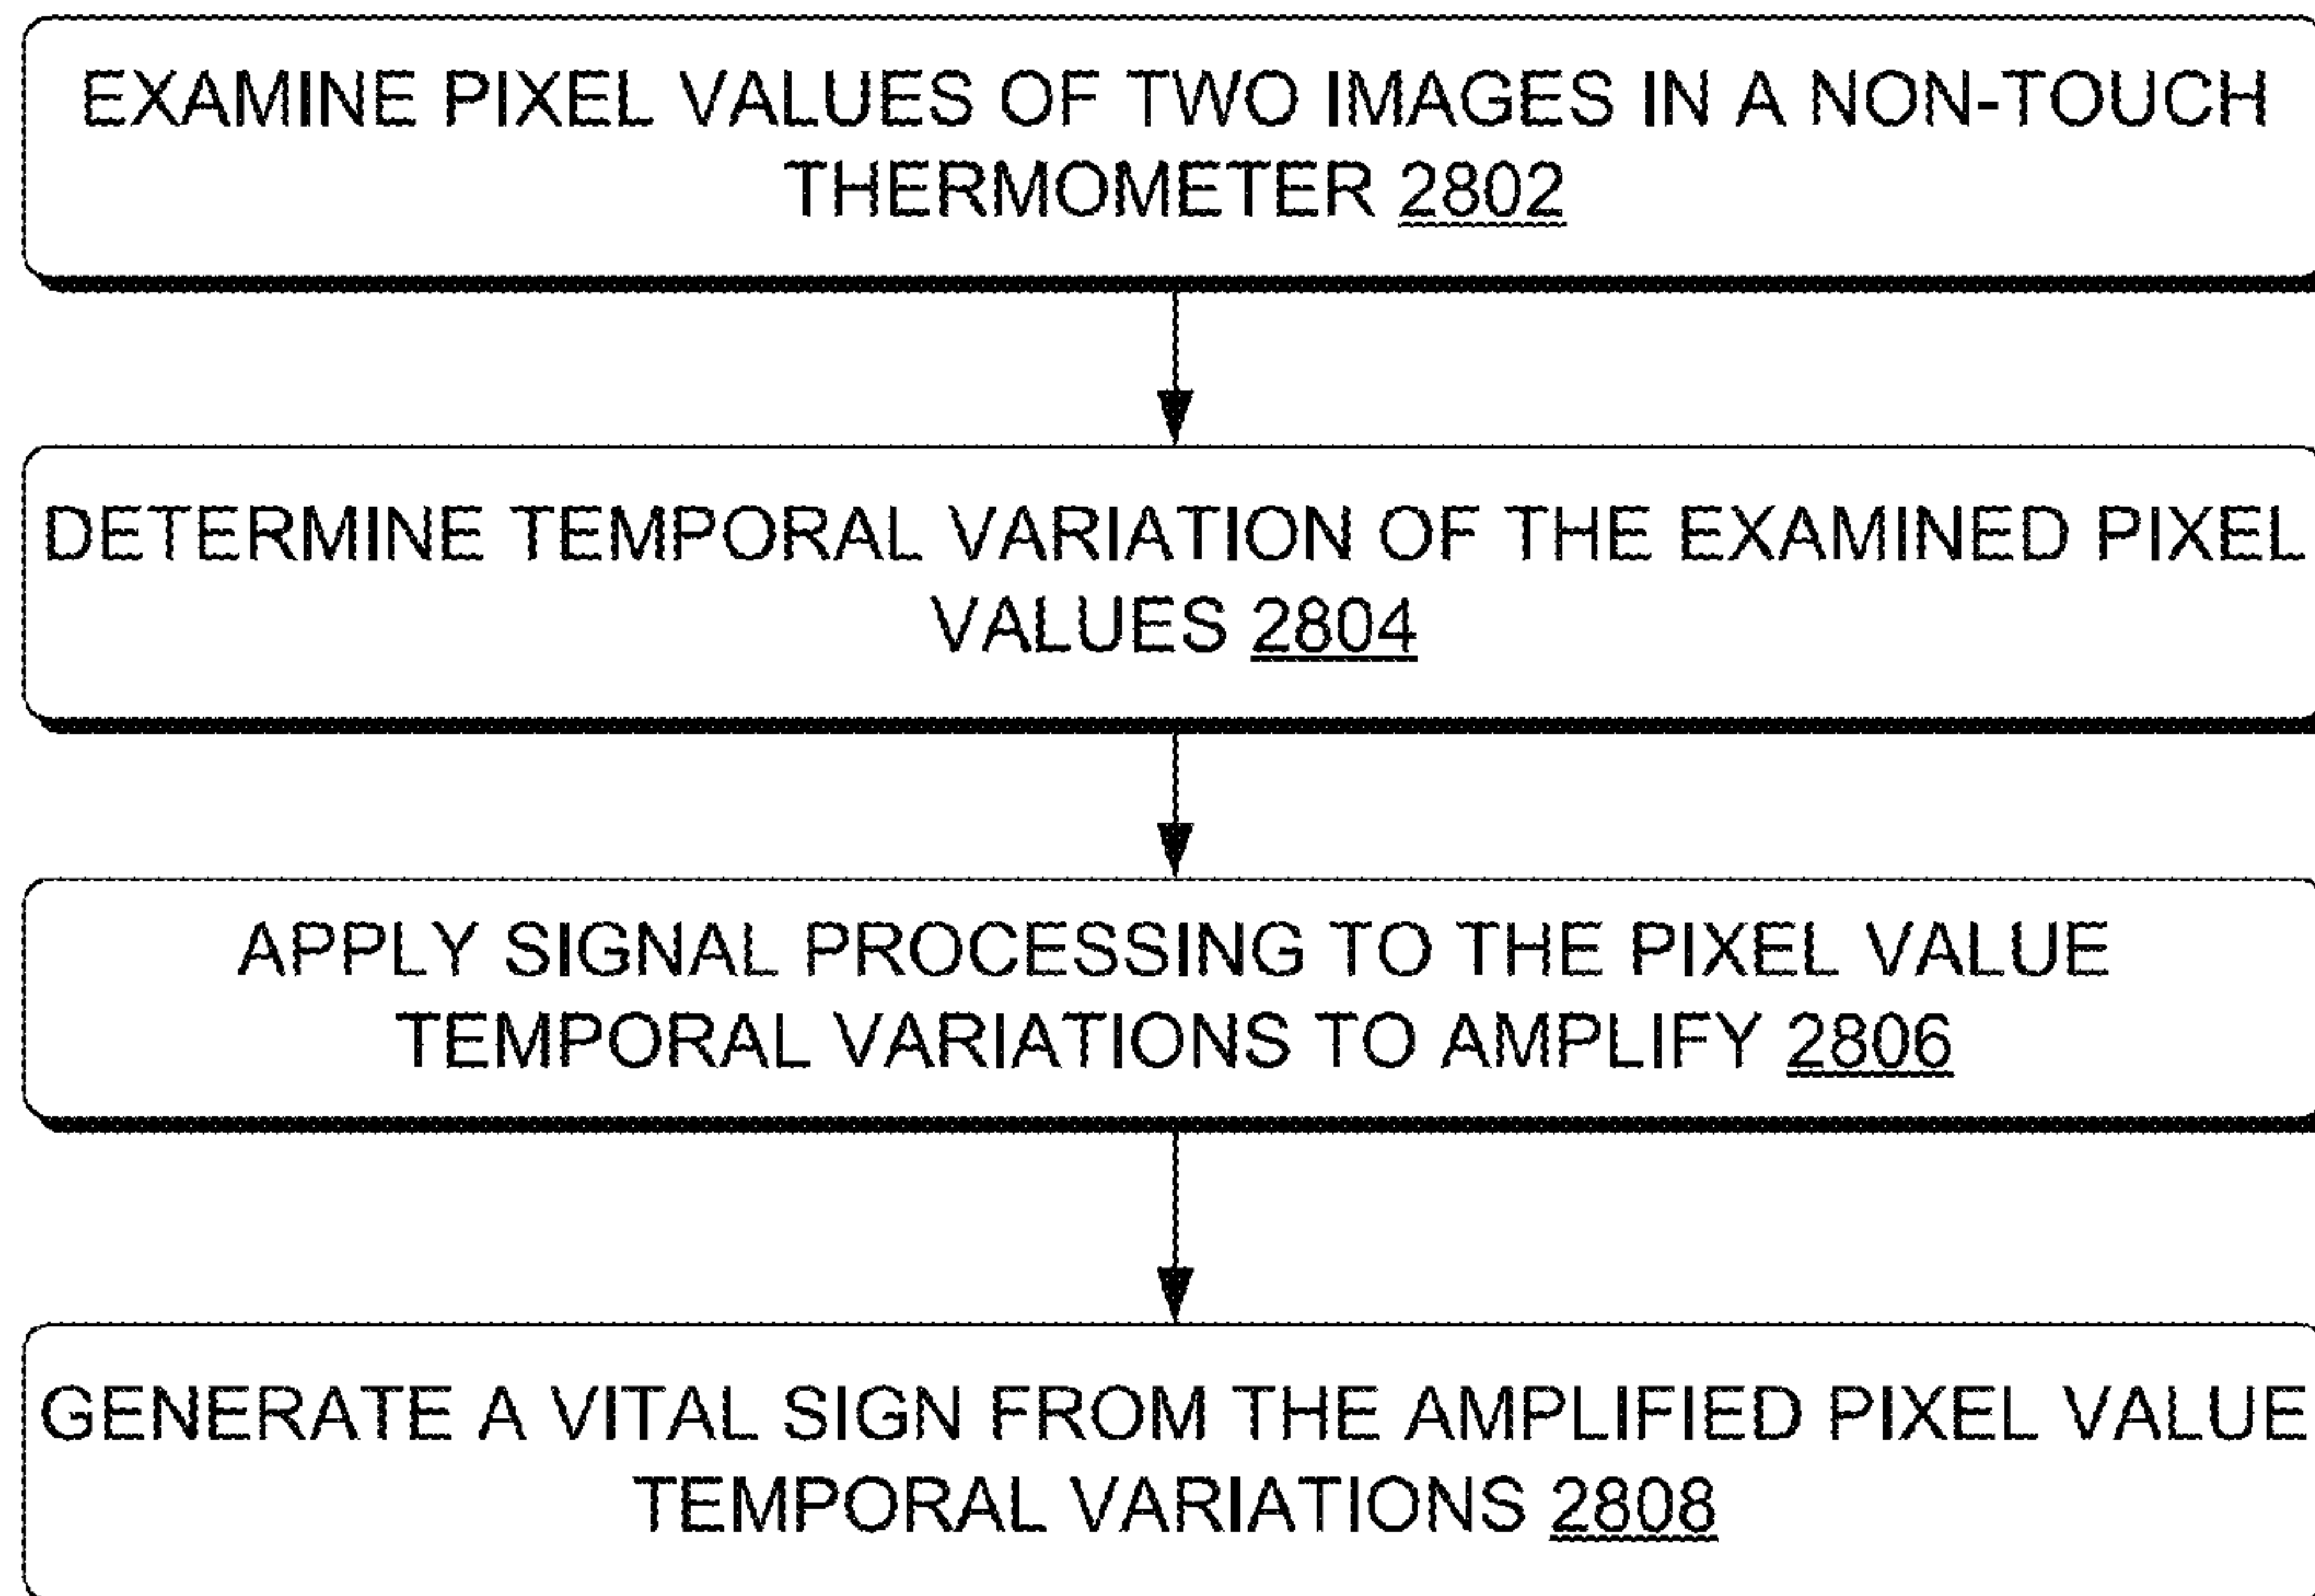 EXAMINE PIXEL VALUES OF TWO IMAGES IN A NON-TOUCH
THERMOMETER 2802
DETERMINE TEMPORAL VARIATION OF THE EXAMINED PIXEL
VALUES 2804
APPLY SIGNAL PROCESSING TO THE PIXEL VALUE
TEMPORAL VARIATIONS TO AMPLIFY 2806
GENERATE A VITAL SIGN FROM THE AMPLIFIED PIXEL VALUE
TEMPORAL VARIATIONS 2808